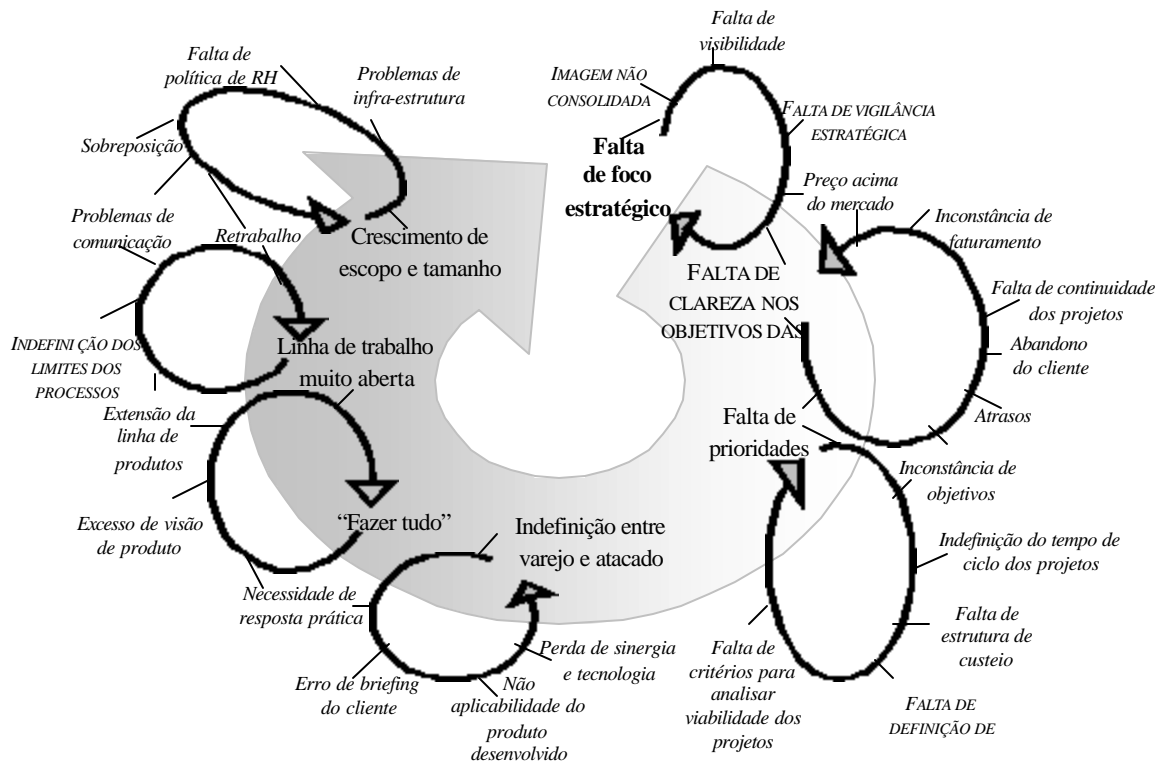 Falta de
visibilidade
IMAGEM NÃO
CONSOLIDADA
FALTA DE VIGILÂNCIA
ESTRATÉGICA
Falta
de foco
estratégico
Preço acima
do mercado
Inconstância de
faturamento
FALTA DE
CLAREZA NOS
OBJETIVOS DAS
Falta de continuidade
dos projetos
Abandono
do cliente
Atrasos
Falta de
prioridades
Inconstância de
objetivos
Indefinição do tempo de
ciclo dos projetos
Falta de
estrutura de
custeio
FALTA DE
DEFINIÇÃO DE
Falta de
critérios para
analisar
viabilidade dos
projetos
Indefinição entre
varejo e atacado
Perda de sinergia
e tecnologia
Não
aplicabilidade do
produto
desenvolvido
Erro de briefing
do cliente
Necessidade de
resposta prática
“Fazer tudo”
Excesso de visão
de produto
Extensão da
linha de
produtos
Linha de trabalho
muito aberta
INDEFINI ÇÃO DOS
LIMITES DOS
PROCESSOS
Problemas de
comunicação
Retrabalho
Crescimento de
escopo e tamanho
Sobreposição
Falta de
política de RH
Problemas de
infra-estrutura